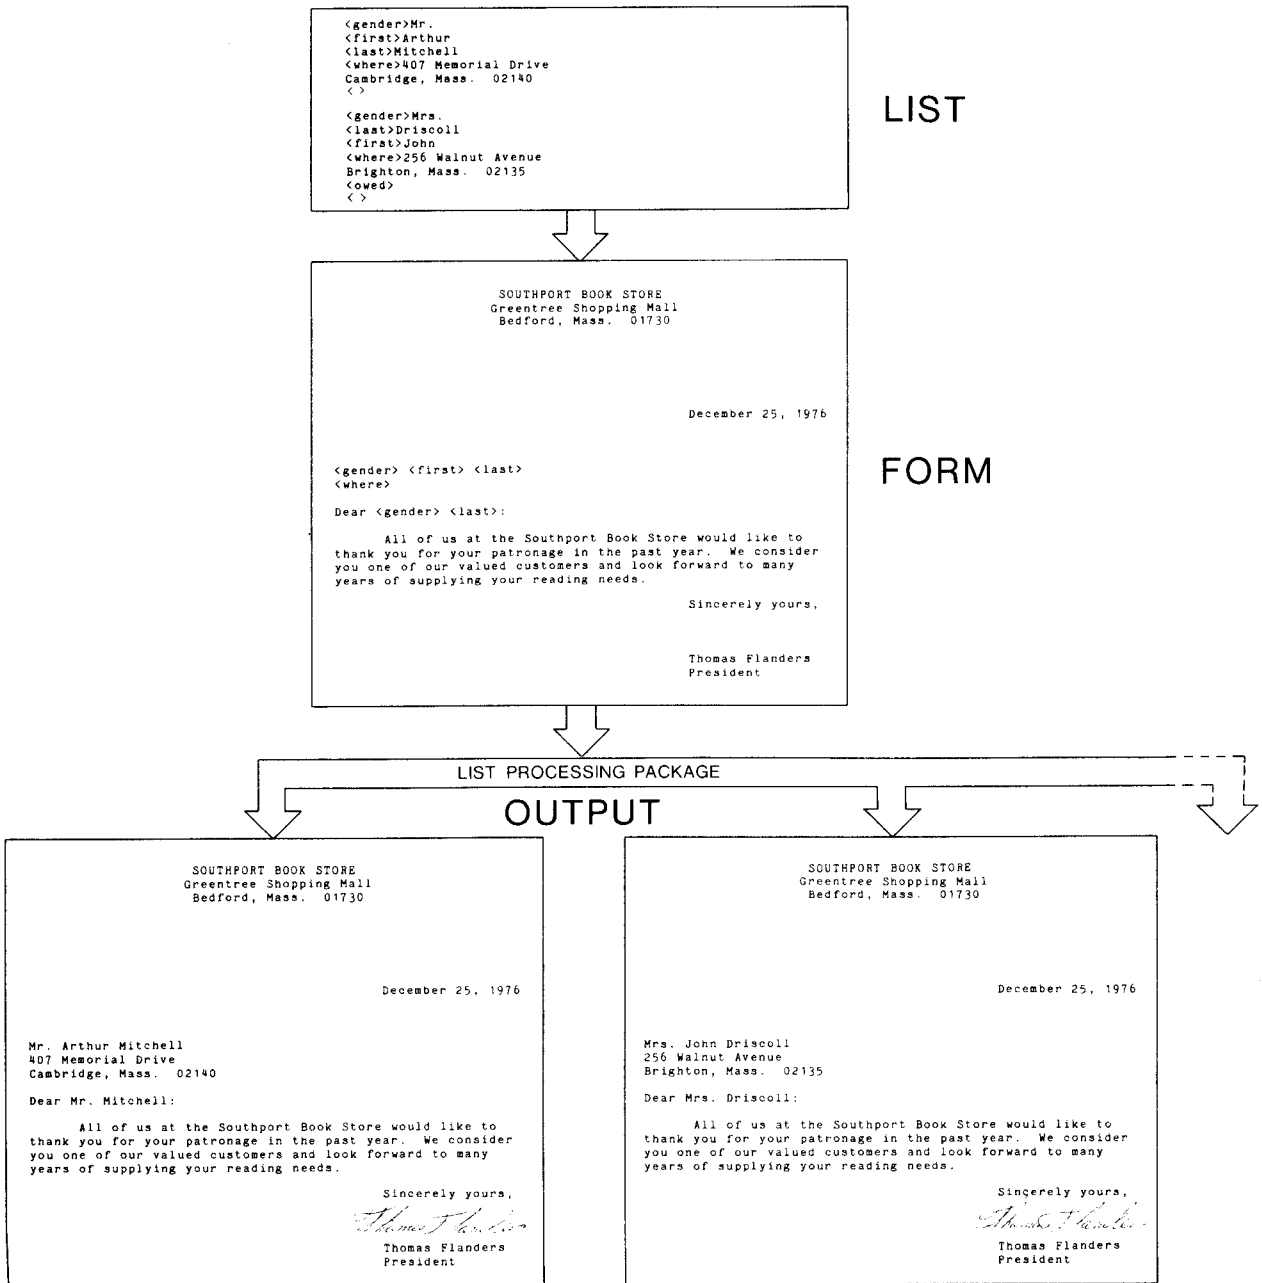 <gender>Mr.
<first>Arthur
<last>Mitchell
<where>407 Memorial Drive
Cambridge, Mass.  02140
< >
<gender>Mrs.
<last>Driscoll
<first>John
<where>256 Walnut Avenue
Brighton, Mass.  02135
<owed>
< >
LIST
SOUTHPORT BOOK STORE
Greentree Shopping Mall
Bedford, Mass.  01730
December 25, 1976
<gender> <first> <last>
<where>
Dear <gender> <last>:
All of us at the Southport Book Store would like to
thank you for your patronage in the past year.  We consider
you one of our valued customers and look forward to many
years of supplying your reading needs.
Sincerely yours,
Thomas Flanders
President
FORM
LIST PROCESSING PACKAGE
OUTPUT
SOUTHPORT BOOK STORE
Greentree Shopping Mall
Bedford, Mass.  01730
December 25, 1976
Mr. Arthur Mitchell
407 Memorial Drive
Cambridge, Mass.  02140
Dear Mr. Mitchell:
All of us at the Southport Book Store would like to
thank you for your patronage in the past year.  We consider
you one of our valued customers and look forward to many
years of supplying your reading needs.
Sincerely yours,
Thomas Flanders
Thomas Flanders
President
SOUTHPORT BOOK STORE
Greentree Shopping Mall
Bedford, Mass.  01730
December 25, 1976
Mrs. John Driscoll
256 Walnut Avenue
Brighton, Mass.  02135
Dear Mrs. Driscoll:
All of us at the Southport Book Store would like to
thank you for your patronage in the past year.  We consider
you one of our valued customers and look forward to many
years of supplying your reading needs.
Sincerely yours,
Thomas Flanders
Thomas Flanders
President